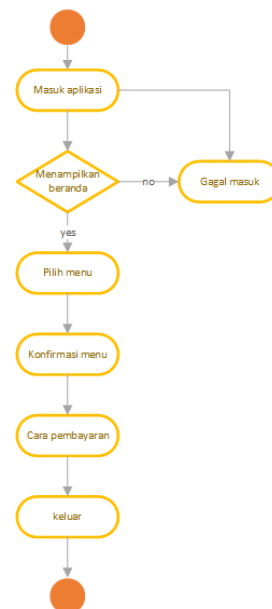 Masuk aplikasi
Menampilkan
beranda
no
Gagal masuk
yes
Pilih menu
Konfirmasi menu
Cara pembayaran
keluar